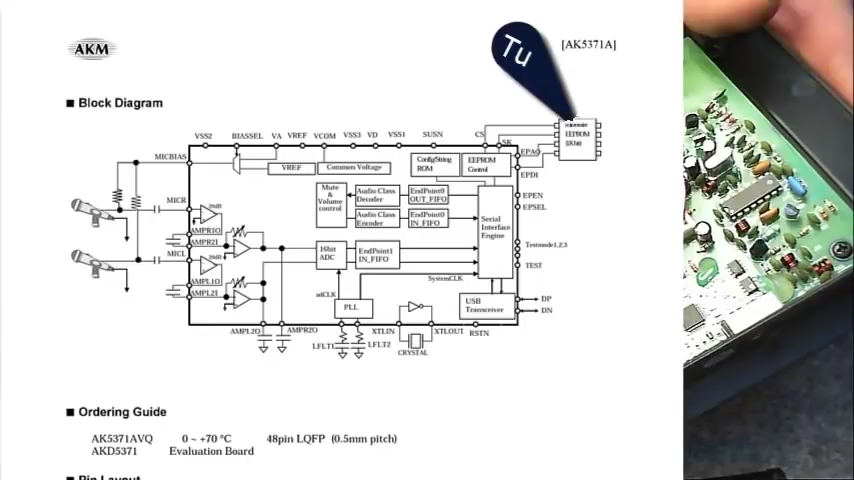 AKM
Tu
[AK5371A]
■ Block Diagram
VSS2
BIASSEL
VA
VREF
VCOM
VSS3
VD
VSS1
SUSN
CS
SK
MICBIAS
VREF
Common Voltage
ConfigString
ROM
EEPROM
Control
EPAO
EPDI
EEPROM
MICR
Mute &
Volume
control
Audio Class
Decoder
EndPoint0
OUT_FIFO
EPEN
EPSEL
AMPR1O
AMPR2I
Audio Class
Encoder
EndPoint0
IN_FIFO
Serial
Interface
Engine
MICL
16bit
ADC
EndPoint1
IN_FIFO
Testmode1,2,3
TEST
AMPL1O
AMPL2I
SystemCLK
adCLK
PLL
USB
Transceiver
DP
DN
AMPL2O
AMPR2O
LFLT1
LFLT2
XTLIN
XTLOUT
RSTN
CRYSTAL
■ Ordering Guide
AK5371AVQ 0 ~ +70 °C 48pin LQFP (0.5mm pitch)
AKD5371 Evaluation Board
■ Pin Layout